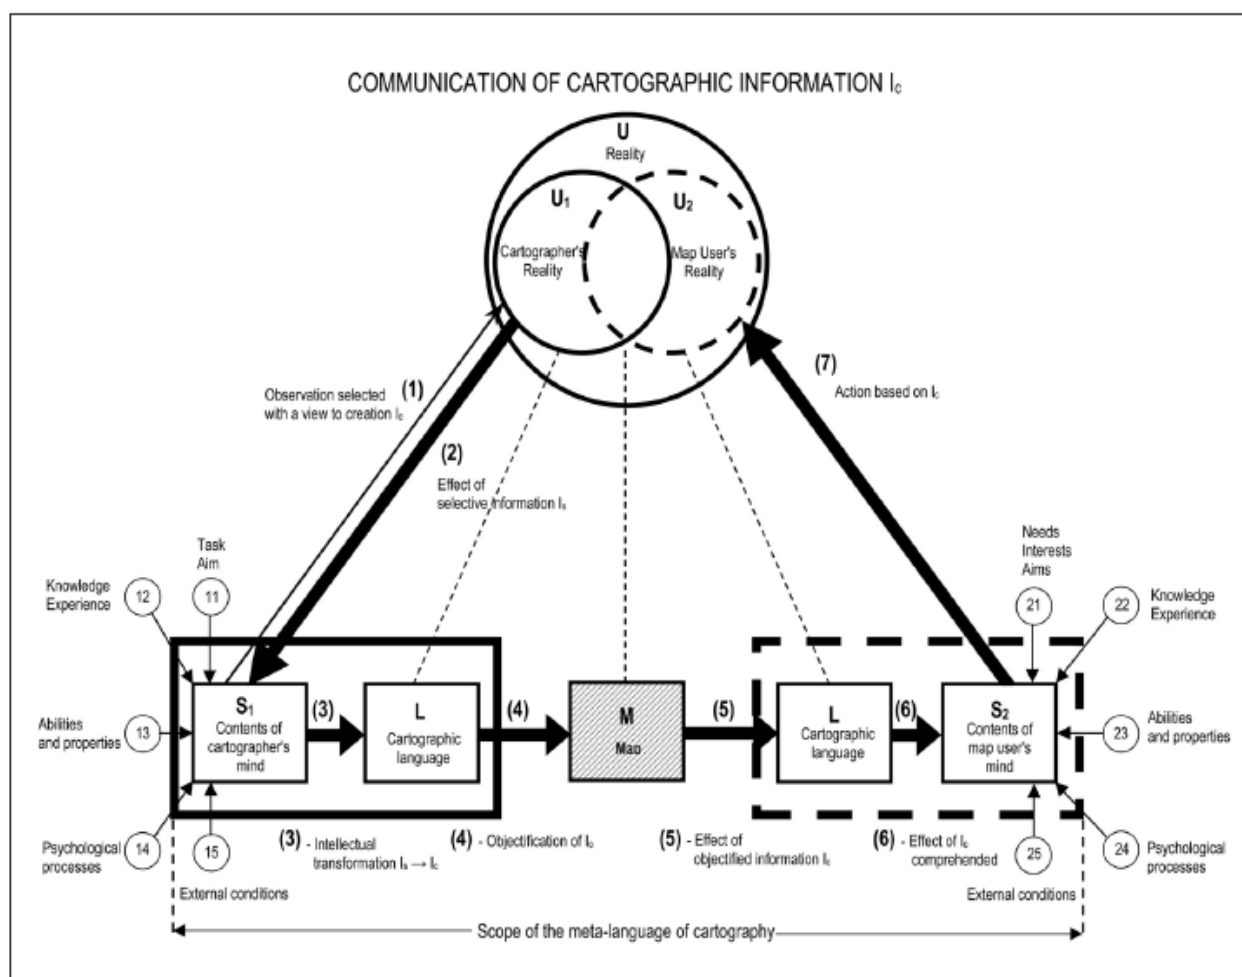 COMMUNICATION OF CARTOGRAPHIC INFORMATION Ic
U
Reality
U1
U2
Cartographer's
Reality
Map User's
Reality
(1)
Observation selected
with a view to creation Ic
(2)
Effect of
selective information Is
(7)
Action based on Ic
Task
Aim
Knowledge
Experience
12
11
Needs
Interests
Aims
21
22
Knowledge
Experience
Abilities
and properties
13
S1
Contents of
cartographer's
mind
(3)
L
Cartographic
language
(4)
M
Map
(5)
L
Cartographic
language
(6)
S2
Contents of
map user's
mind
23
Abilities
and properties
Psychological
processes
14
15
External conditions
(3) - Intellectual
transformation Is → Ic
(4) - Objectification of Ic
(5) - Effect of
objectified information Ic
(6) - Effect of Ic
comprehended
25
24
Psychological
processes
External conditions
Scope of the meta-language of cartography